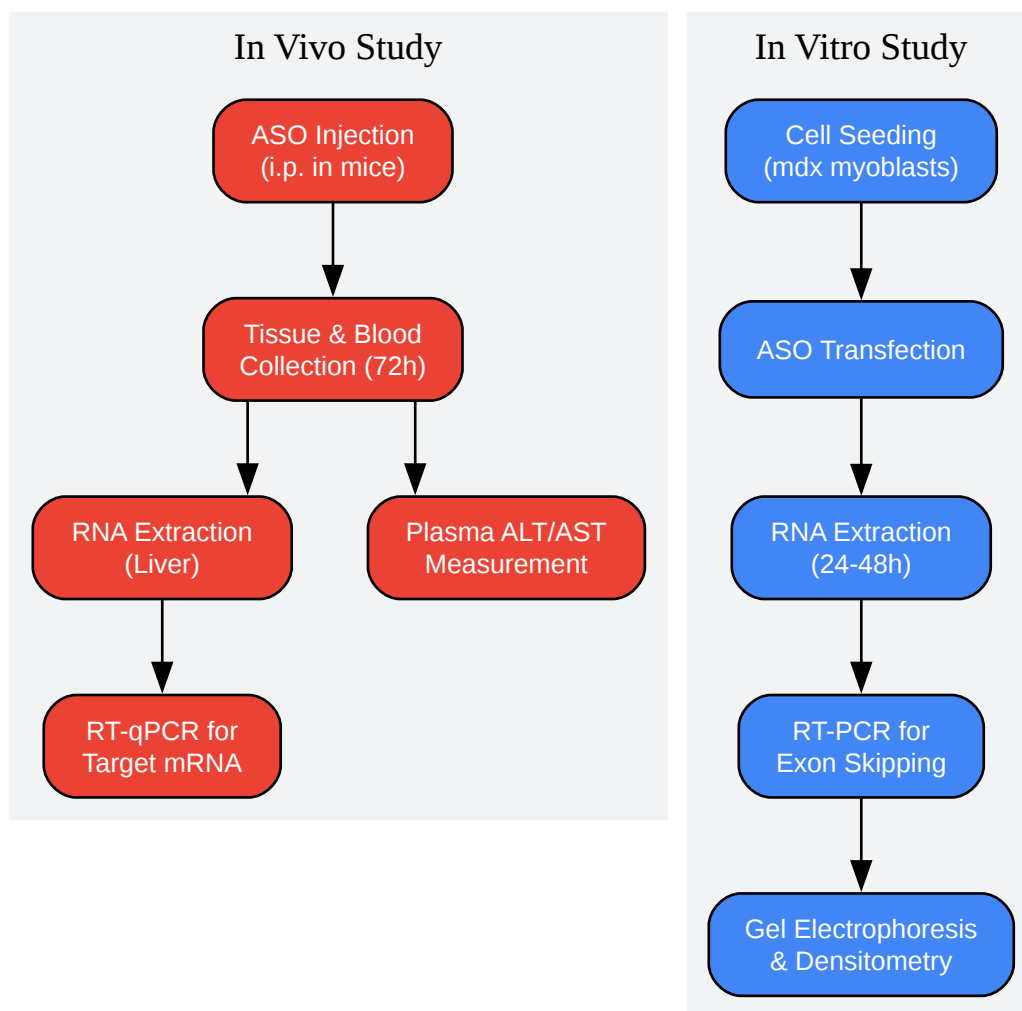 In Vivo Study
ASO Injection
(i.p. in mice)
Tissue & Blood
Collection (72h)
RNA Extraction
(Liver)
Plasma ALT/AST
Measurement
RT-qPCR for
Target mRNA
In Vitro Study
Cell Seeding
(mdx myoblasts)
ASO Transfection
RNA Extraction
(24-48h)
RT-PCR for
Exon Skipping
Gel Electrophoresis
& Densitometry